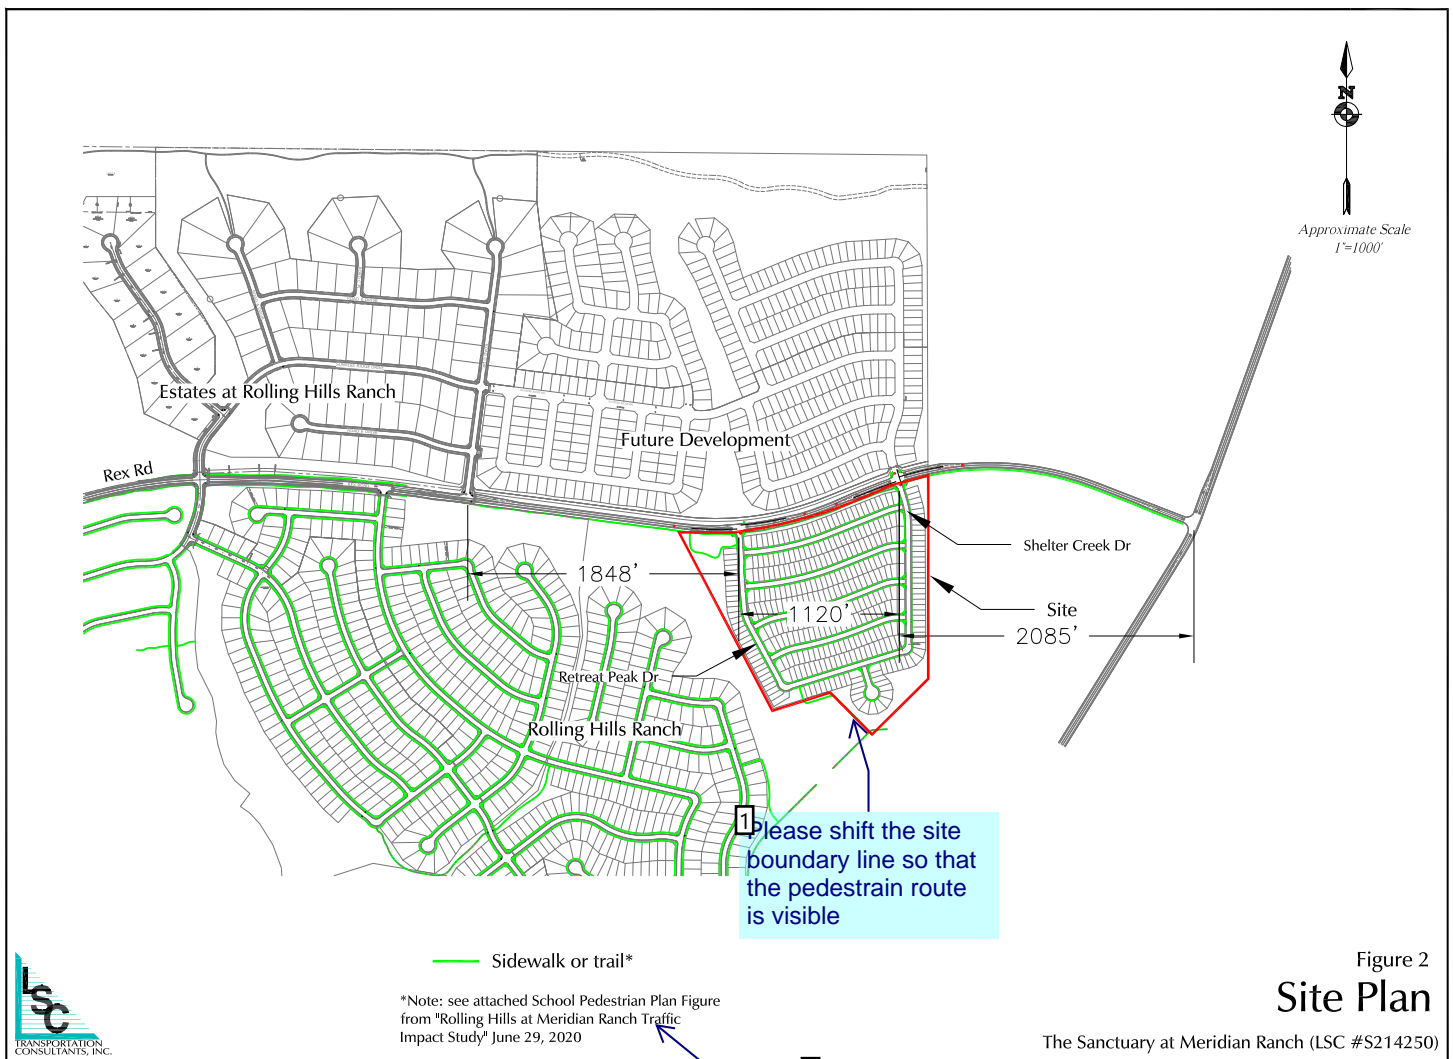 N
Approximate Scale
1"=1000'
Estates at Rolling Hills Ranch
Future Development
Rex Rd
Shelter Creek Dr
1848'
1120'
Site
2085'
Retreat Peak Dr
Rolling Hills Ranch
1
Please shift the site
boundary line so that
the pedestrain route
is visible
Sidewalk or trail*
*Note: see attached School Pedestrian Plan Figure
from "Rolling Hills at Meridian Ranch Traffic
Impact Study" June 29, 2020
LSC
TRANSPORTATION
CONSULTANTS, INC.
Figure 2
Site Plan
The Sanctuary at Meridian Ranch (LSC #S214250)